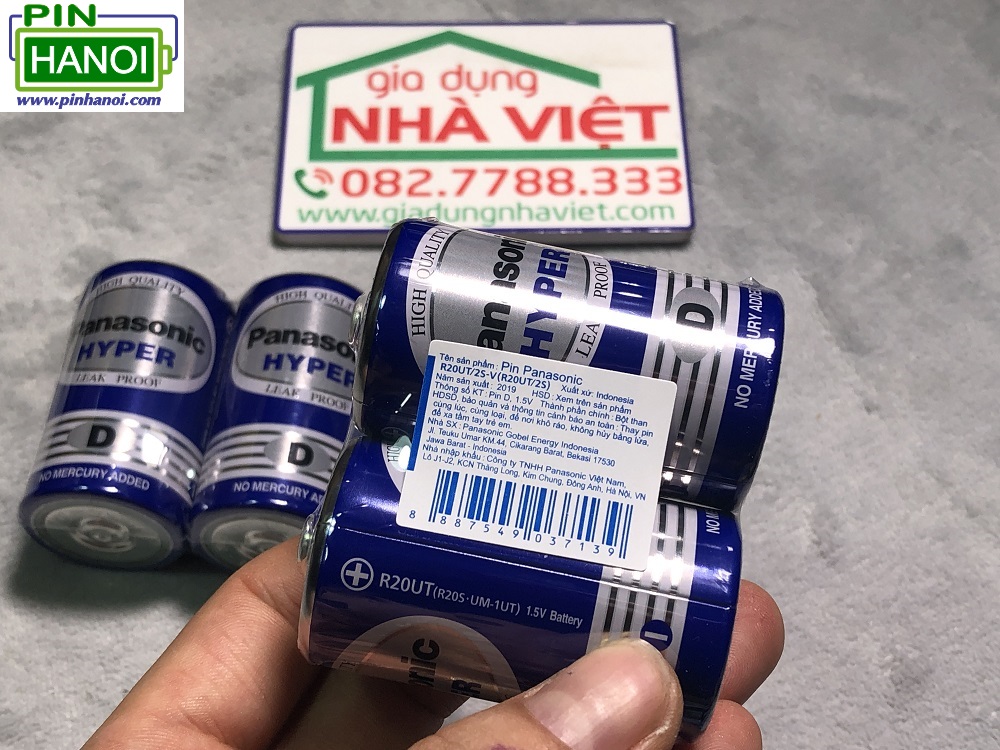 PIN
HANOI
www.pinhanoi.com
gia dụng
NHÀ VIỆT
082.7788.333
www.giadungnhaviet.com
HIGH QUALITY
Panasonic
HYPER
LEAK PROOF
D
NO MERCURY ADDED
HIGH QUALITY
Panaso
HYPER
LEAK PROOF
D
NO MERCURY AD
HIGH QUALITY
anasonic
HYPER
LEA PROOF
D
NO MERCURY ADDED
Tên sản phẩm : Pin Panasonic
R20UT/2S-V(R20UT/2S)
Năm sản xuất : 2019 HSD : Xem trên sản phẩm Xuất xứ: Indonesia
Thông số KT : Pin D, 1.5V Thành phần chính : Bột than
HDSD, bảo quản và thông tin cảnh báo an toàn : Thay pin
cùng lúc, cùng loại, để nơi khô ráo, không hủy bằng lửa,
để xa tầm tay trẻ em.
Nhà SX : Panasonic Gobel Energy Indonesia
Jl. Teuku Umar KM.44, Cikarang Barat, Bekasi 17530
Jawa Barat - Indonesia
Nhà nhập khẩu : Công ty TNHH Panasonic Việt Nam,
Lô J1-J2, KCN Thăng Long, Kim Chung, Đông Anh, Hà Nội, VN
8 887549 037139
NO M
R20UT(R20S·UM-1UT) 1.5V Battery
nic